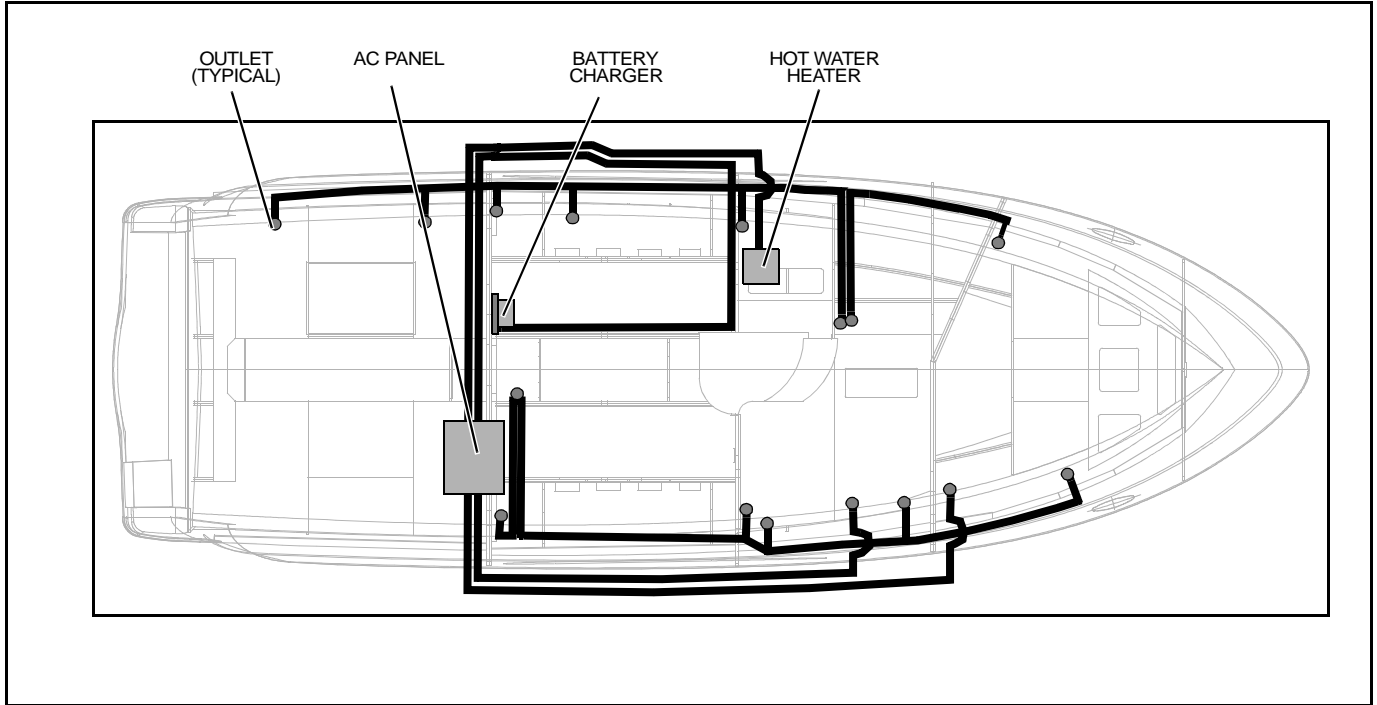 OUTLET
(TYPICAL)
AC PANEL
BATTERY
CHARGER
HOT WATER
HEATER